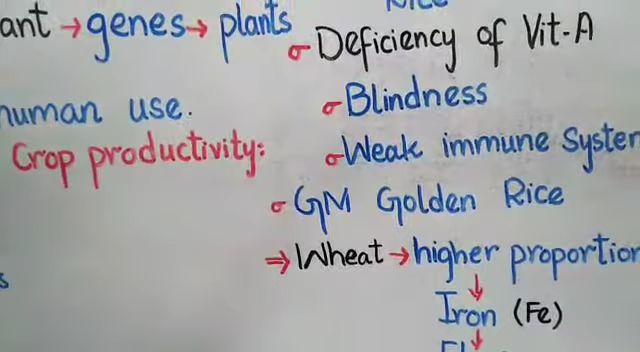 ant → genes → plants
Deficiency of Vit-A
Blindness
human use.
Crop productivity:
Weak immune Syster
GM Golden Rice
⇒ Wheat → higher proportion
↓
Iron (Fe)
↓